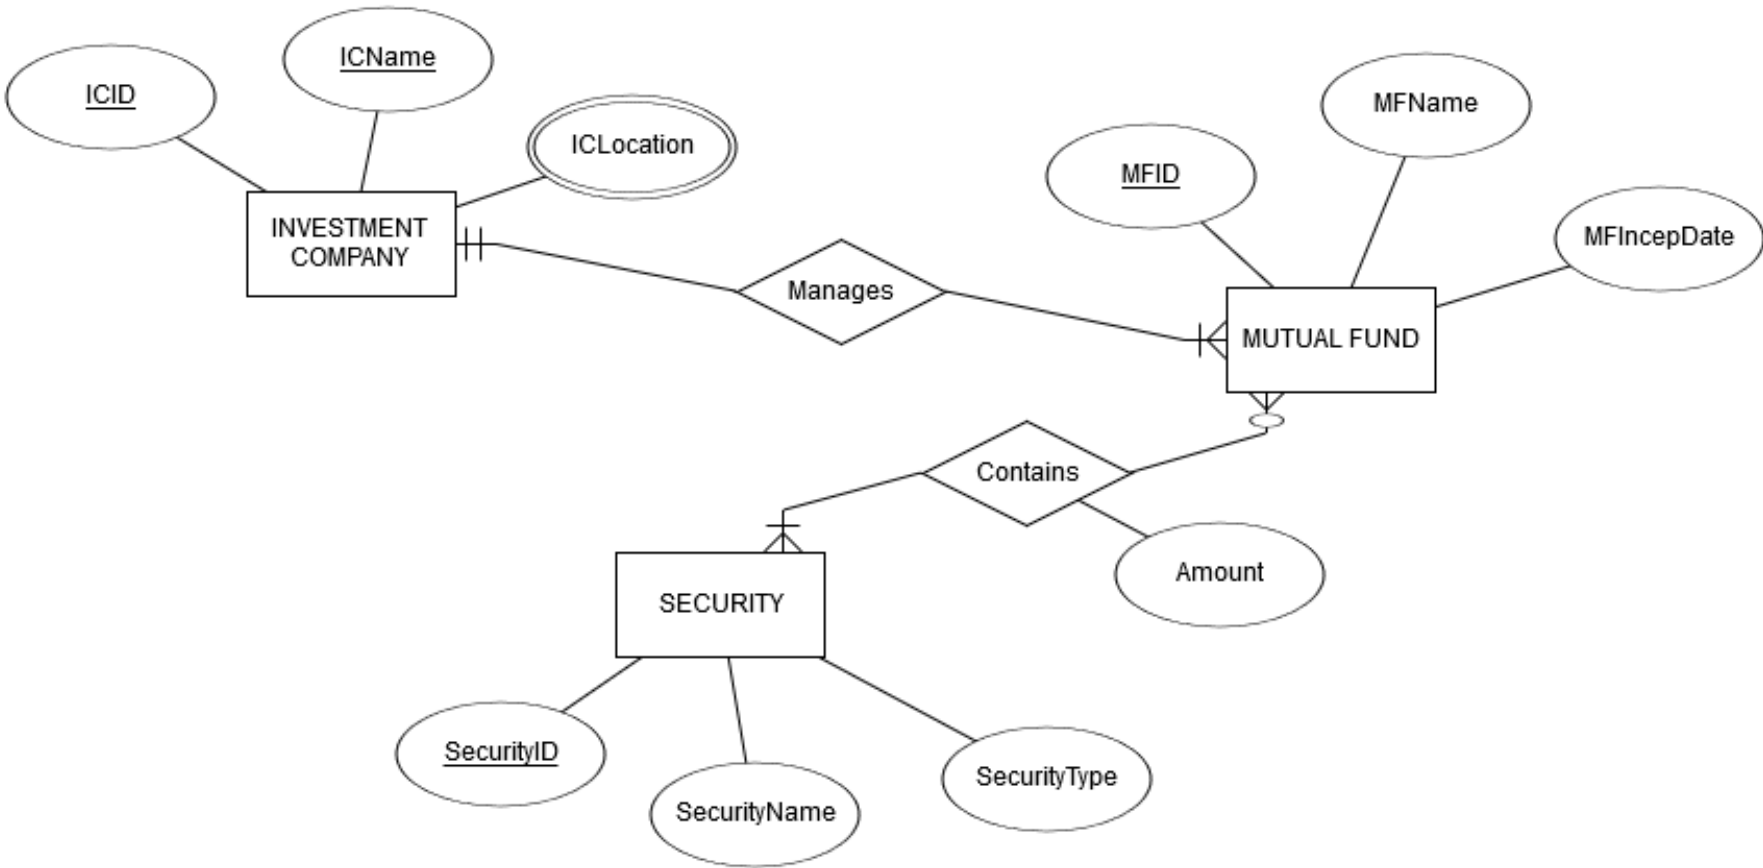 ICID
ICName
ICLocation
INVESTMENT
COMPANY
Manages
MFID
MFName
MFIncepDate
MUTUAL FUND
Contains
Amount
SECURITY
SecurityID
SecurityName
SecurityType